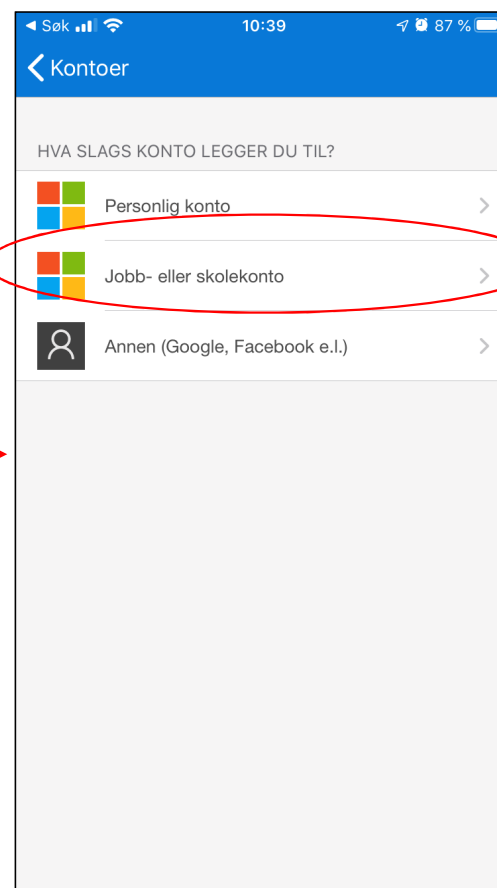 ◀ Søk 10:39 87 %
Kontoer
HVA SLAGS KONTO LEGGER DU TIL?
Personlig konto
Jobb- eller skolekonto
Annen (Google, Facebook e.l.)